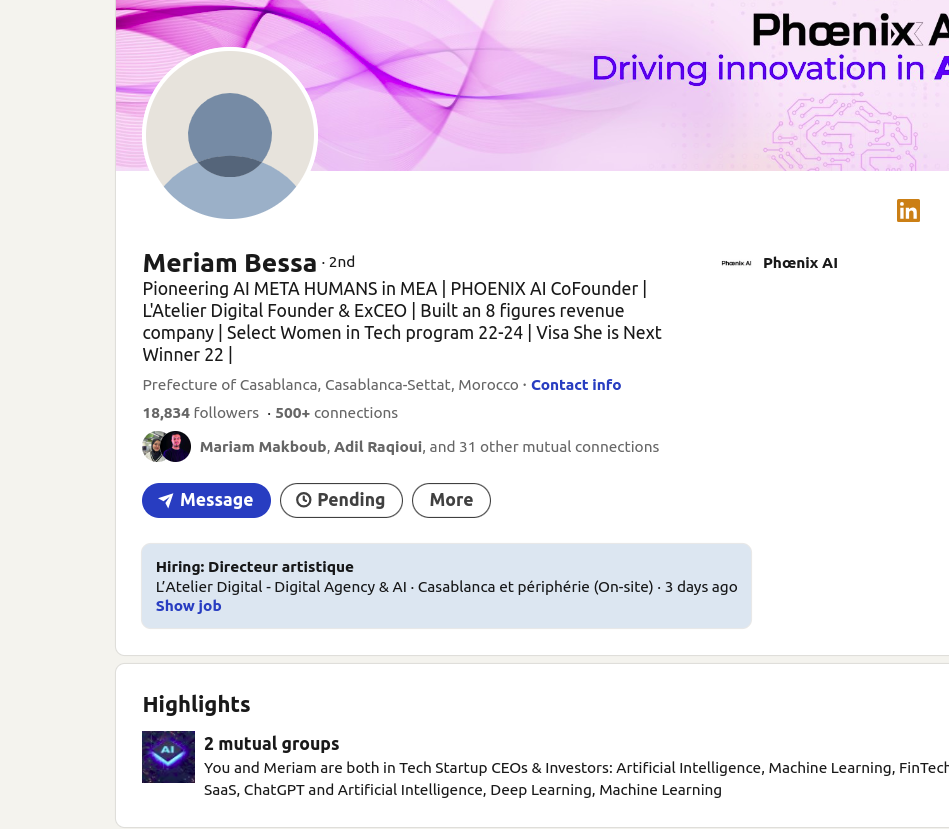 Phœnix A
Driving innovation in A
in
Meriam Bessa · 2nd
Phœnix AI Phœnix AI
Pioneering AI META HUMANS in MEA | PHOENIX AI CoFounder |
L'Atelier Digital Founder & ExCEO | Built an 8 figures revenue
company | Select Women in Tech program 22-24 | Visa She is Next
Winner 22 |
Prefecture of Casablanca, Casablanca-Settat, Morocco · Contact info
18,834 followers · 500+ connections
Mariam Makboub, Adil Raqioui, and 31 other mutual connections
Message Pending More
Hiring: Directeur artistique
L’Atelier Digital - Digital Agency & AI · Casablanca et périphérie (On-site) · 3 days ago
Show job
Highlights
AI
2 mutual groups
You and Meriam are both in Tech Startup CEOs & Investors: Artificial Intelligence, Machine Learning, FinTech
SaaS, ChatGPT and Artificial Intelligence, Deep Learning, Machine Learning